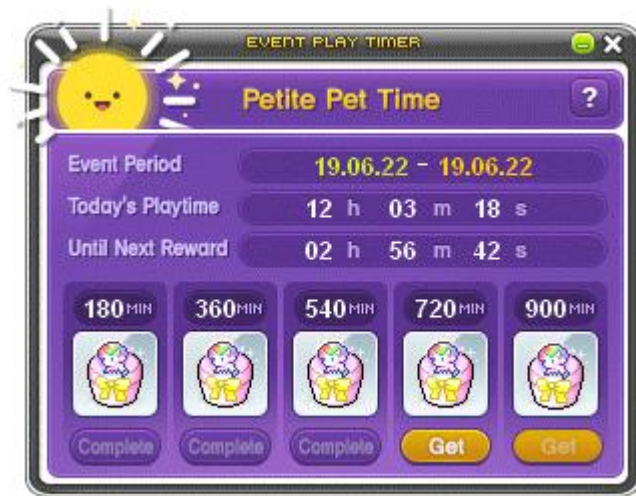 EVENT PLAY TIMER
Petite Pet Time
?
Event Period 19.06.22 - 19.06.22
Today's Playtime 12 h 03 m 18 s
Until Next Reward 02 h 56 m 42 s
180 MIN 360 MIN 540 MIN 720 MIN 900 MIN
Complete Complete Complete Get Get